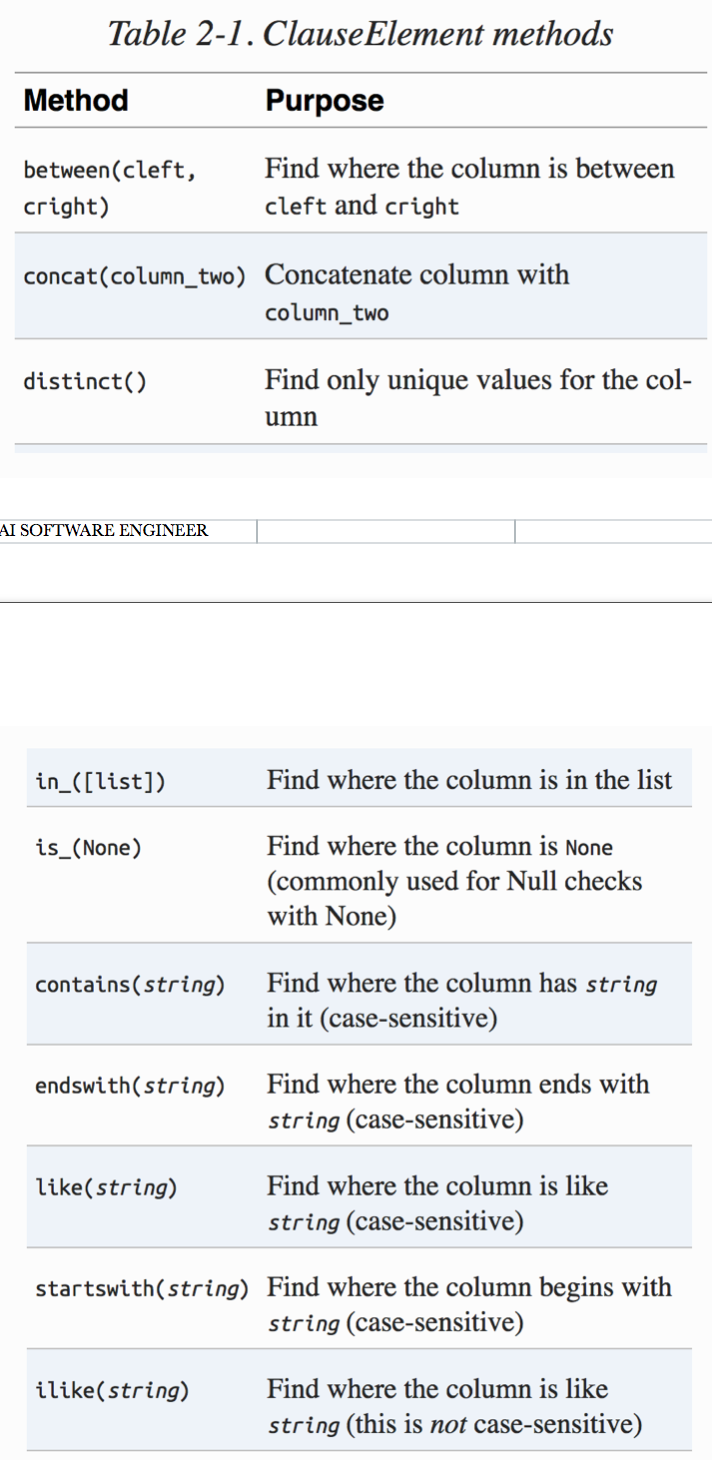 Table 2-1. ClauseElement methods
Method Purpose
between(cleft, Find where the column is between
cright) cleft and cright
concat(column_two) Concatenate column with
column_two
distinct() Find only unique values for the col-
umn
AI SOFTWARE ENGINEER
in_([list]) Find where the column is in the list
is_(None) Find where the column is None
(commonly used for Null checks
with None)
contains(string) Find where the column has string
in it (case-sensitive)
endswith(string) Find where the column ends with
string (case-sensitive)
like(string) Find where the column is like
string (case-sensitive)
startswith(string) Find where the column begins with
string (case-sensitive)
ilike(string) Find where the column is like
string (this is not case-sensitive)